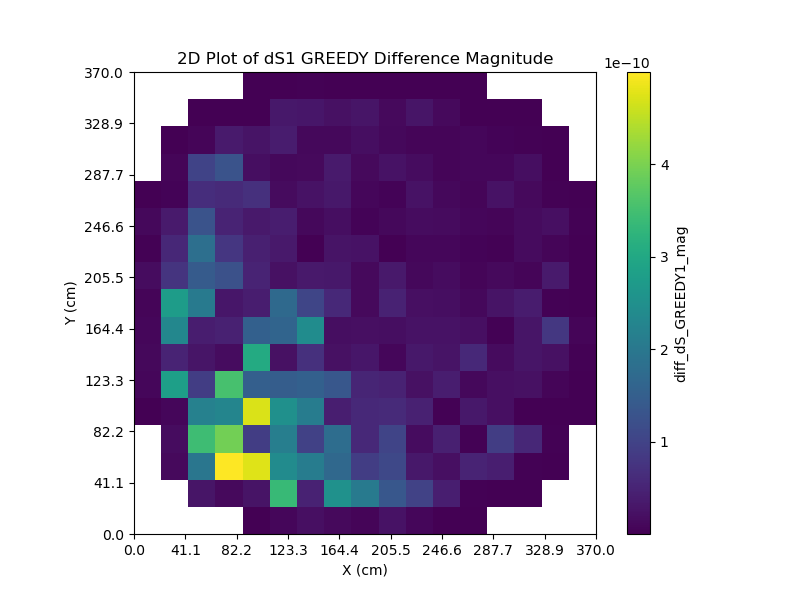 2D Plot of dS1 GREEDY Difference Magnitude
1e−10
370.0
328.9
287.7
246.6
205.5
164.4
123.3
82.2
41.1
0.0
Y (cm)
0.0 41.1 82.2 123.3 164.4 205.5 246.6 287.7 328.9 370.0
X (cm)
4
3
2
1
diff_dS_GREEDY1_mag